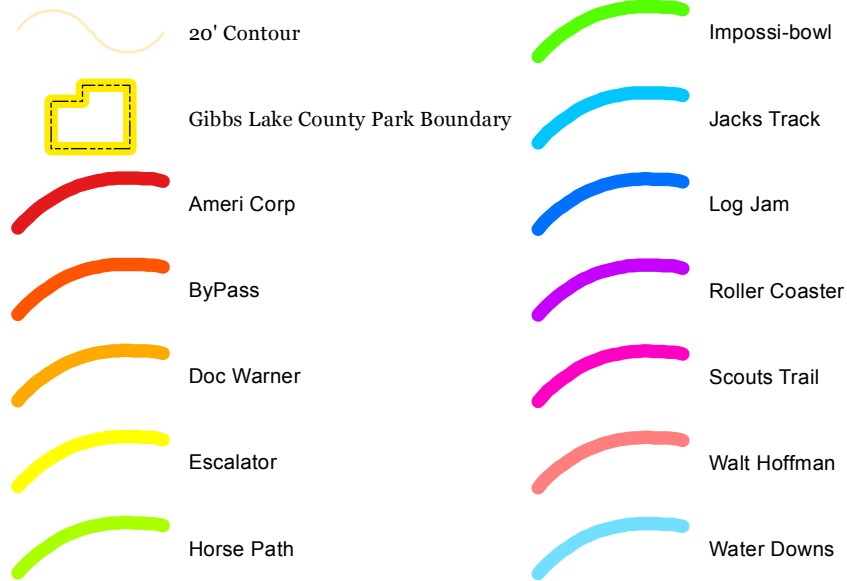 20' Contour
Gibbs Lake County Park Boundary
Ameri Corp
ByPass
Doc Warner
Escalator
Horse Path
Impossi-bowl
Jacks Track
Log Jam
Roller Coaster
Scouts Trail
Walt Hoffman
Water Downs